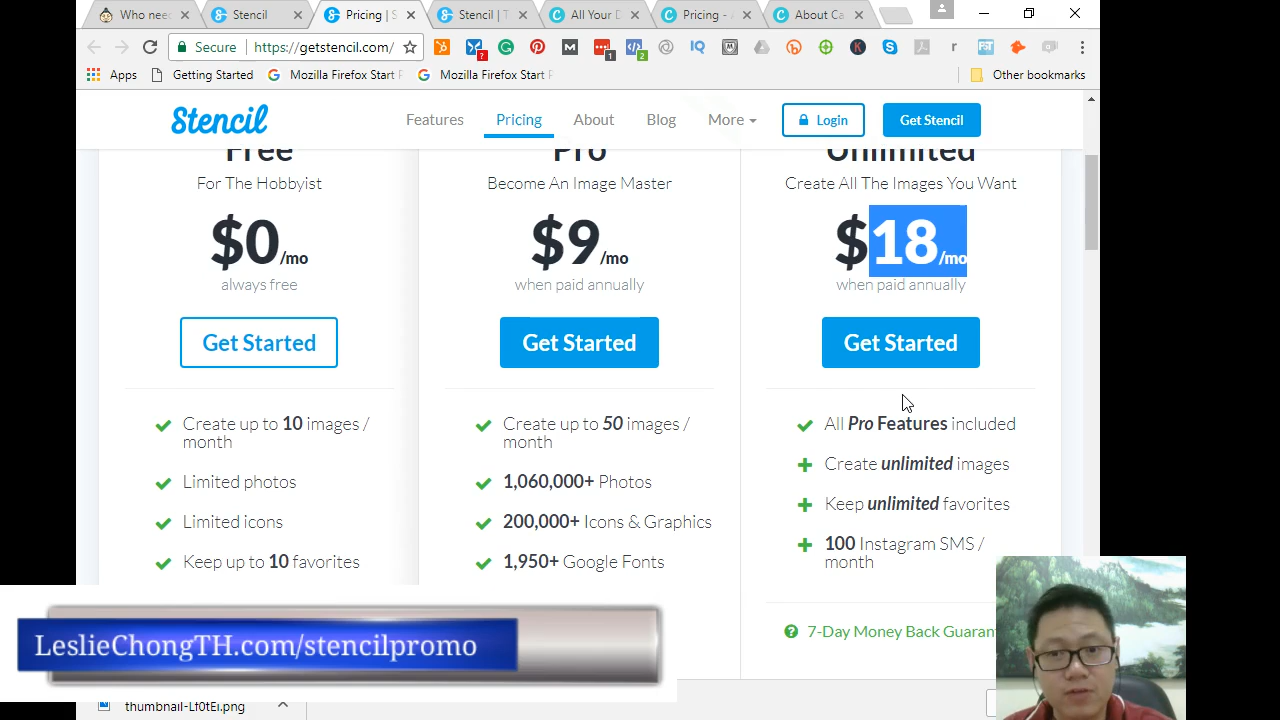 Who nee
Stencil
Pricing | S
Stencil | T
All Your D
Pricing - A
About Ca
Secure
https://getstencil.com/
?
1
2
Apps
Getting Started
Mozilla Firefox Start P
Mozilla Firefox Start P
Other bookmarks
Stencil
Features
Pricing
About
Blog
More
Login
Get Stencil
Free
For The Hobbyist
$0/mo
always free
Get Started
Create up to 10 images /
month
Limited photos
Limited icons
Keep up to 10 favorites
Pro
Become An Image Master
$9/mo
when paid annually
Get Started
Create up to 50 images /
month
1,060,000+ Photos
200,000+ Icons & Graphics
1,950+ Google Fonts
Unlimited
Create All The Images You Want
$18/mo
when paid annually
Get Started
All Pro Features included
Create unlimited images
Keep unlimited favorites
100 Instagram SMS /
month
7-Day Money Back Guaran
LeslieChongTH.com/stencilpromo
thumbnail-Lf0tEi.png